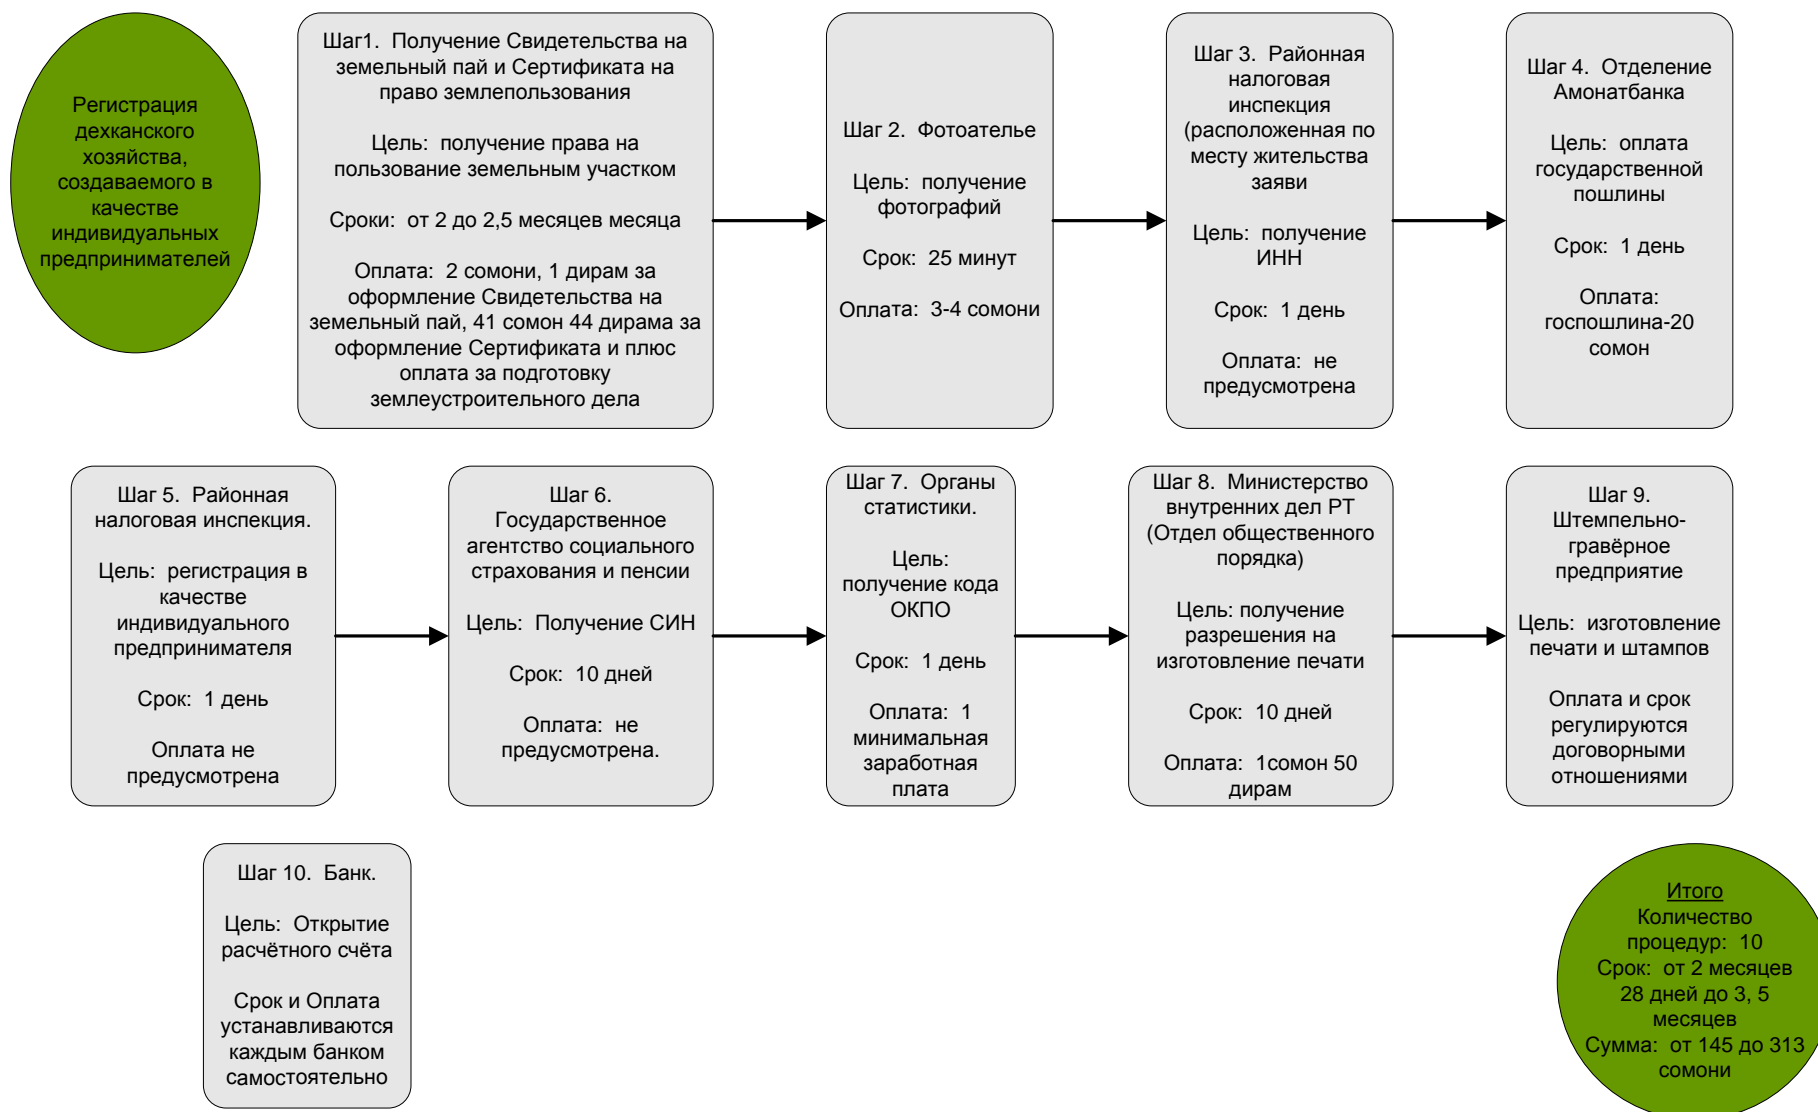 Регистрация
дехканского
хозяйства,
создаваемого в
качестве
индивидуальных
предпринимателей
Шаг1.  Получение Свидетельства на
земельный пай и Сертификата на
право землепользования
Цель:  получение права на
пользование земельным участком
Сроки:  от 2 до 2,5 месяцев месяца
Оплата:  2 сомони, 1 дирам за
оформление Свидетельства на
земельный пай, 41 сомон 44 дирама за
оформление Сертификата и плюс
оплата за подготовку
землеустроительного дела
Шаг 2.  Фотоателье
Цель:  получение
фотографий
Срок:  25 минут
Оплата:  3-4 сомони
Шаг 3.  Районная
налоговая
инспекция
(расположенная по
месту жительства
заяви
Цель:  получение
ИНН
Срок:  1 день
Оплата:  не
предусмотрена
Шаг 4.  Отделение
Амонатбанка
Цель:  оплата
государственной
пошлины
Срок:  1 день
Оплата:
госпошлина-20
сомон
Шаг 5.  Районная
налоговая инспекция.
Цель:  регистрация в
качестве
индивидуального
предпринимателя
Срок:  1 день
Оплата не
предусмотрена
Шаг 6.
Государственное
агентство социального
страхования и пенсии
Цель:  Получение СИН
Срок:  10 дней
Оплата:  не
предусмотрена.
Шаг 7.  Органы
статистики.
Цель:
получение кода
ОКПО
Срок:  1 день
Оплата:  1
минимальная
заработная
плата
Шаг 8.  Министерство
внутренних дел РТ
(Отдел общественного
порядка)
Цель: получение
разрешения на
изготовление печати
Срок:  10 дней
Оплата:  1сомон 50
дирам
Шаг 9.
Штемпельно-
гравёрное
предприятие
Цель:  изготовление
печати и штампов
Оплата и срок
регулируются
договорными
отношениями
Шаг 10.  Банк.
Цель:  Открытие
расчётного счёта
Срок и Оплата
устанавливаются
каждым банком
самостоятельно
Итого
Количество
процедур:  10
Срок:  от 2 месяцев
28 дней до 3, 5
месяцев
Сумма:  от 145 до 313
сомони